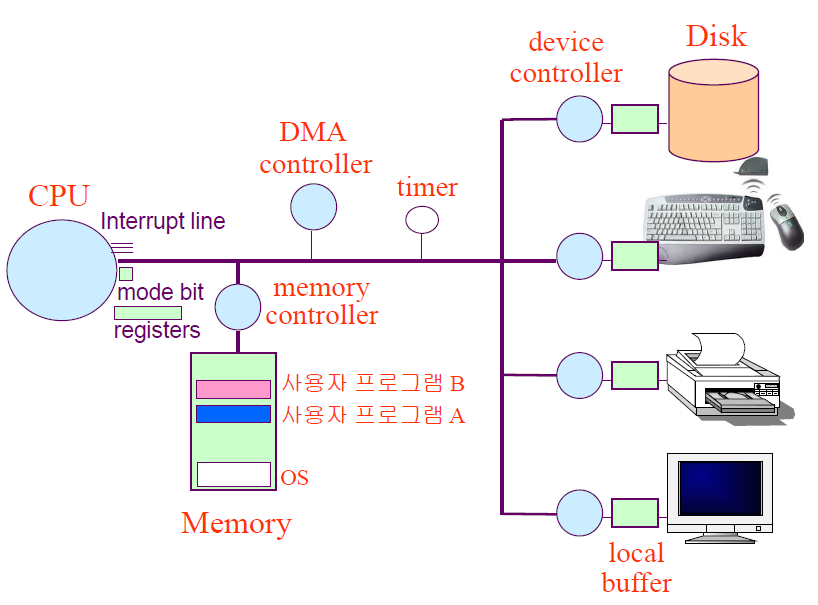 device
controller
Disk
DMA
controller
timer
CPU
Interrupt line
mode bit
registers
memory
controller
사용자 프로그램 B
사용자 프로그램 A
OS
Memory
local
buffer